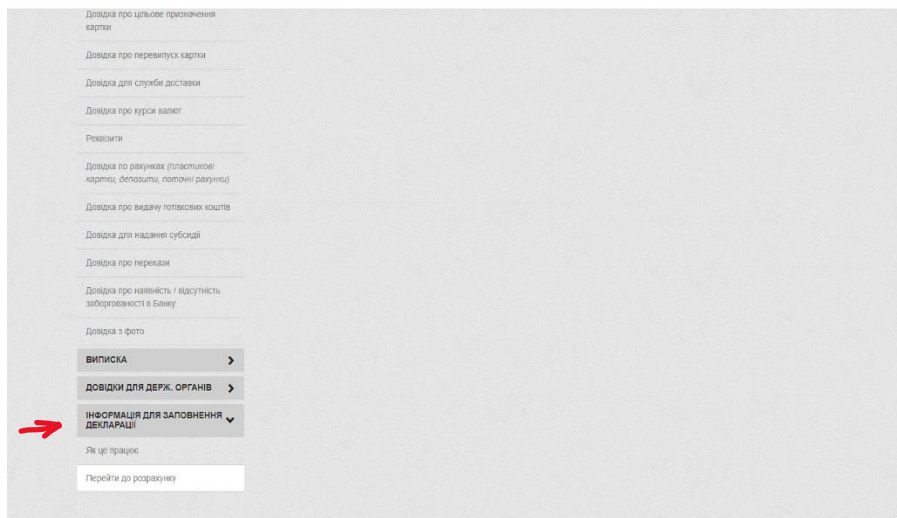 Довідка про цільове призначення
картки
Довідка про перевипуск картки
Довідка для служби доставки
Довідка про курси валют
Реквізити
Довідка по рахунках (пластикові
картки, депозити, поточні рахунки)
Довідка про видачу готівкових коштів
Довідка для надання субсидії
Довідка про перекази
Довідка про наявність / відсутність
заборгованості в Банку
Довідка з фото
ВИПИСКА
ДОВІДКИ ДЛЯ ДЕРЖ. ОРГАНІВ
ІНФОРМАЦІЯ ДЛЯ ЗАПОВНЕННЯ
ДЕКЛАРАЦІЇ
Як це працює
Перейти до розрахунку